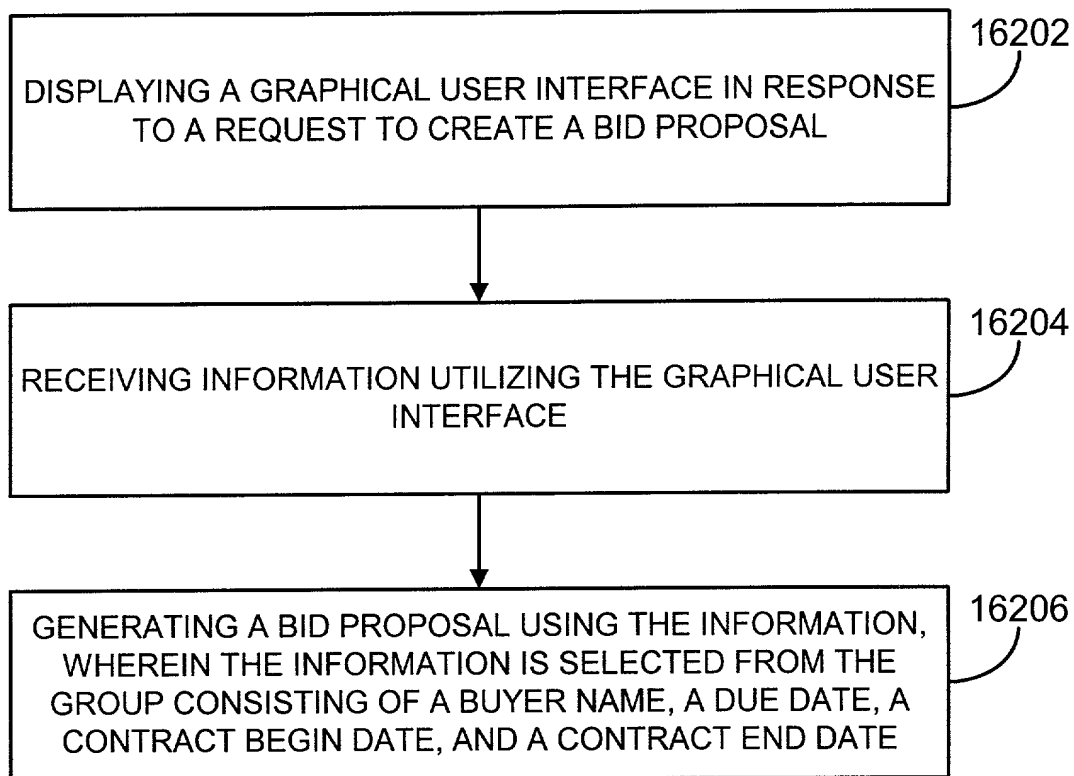 16202
DISPLAYING A GRAPHICAL USER INTERFACE IN RESPONSE
TO A REQUEST TO CREATE A BID PROPOSAL
16204
RECEIVING INFORMATION UTILIZING THE GRAPHICAL USER
INTERFACE
16206
GENERATING A BID PROPOSAL USING THE INFORMATION,
WHEREIN THE INFORMATION IS SELECTED FROM THE
GROUP CONSISTING OF A BUYER NAME, A DUE DATE, A
CONTRACT BEGIN DATE, AND A CONTRACT END DATE